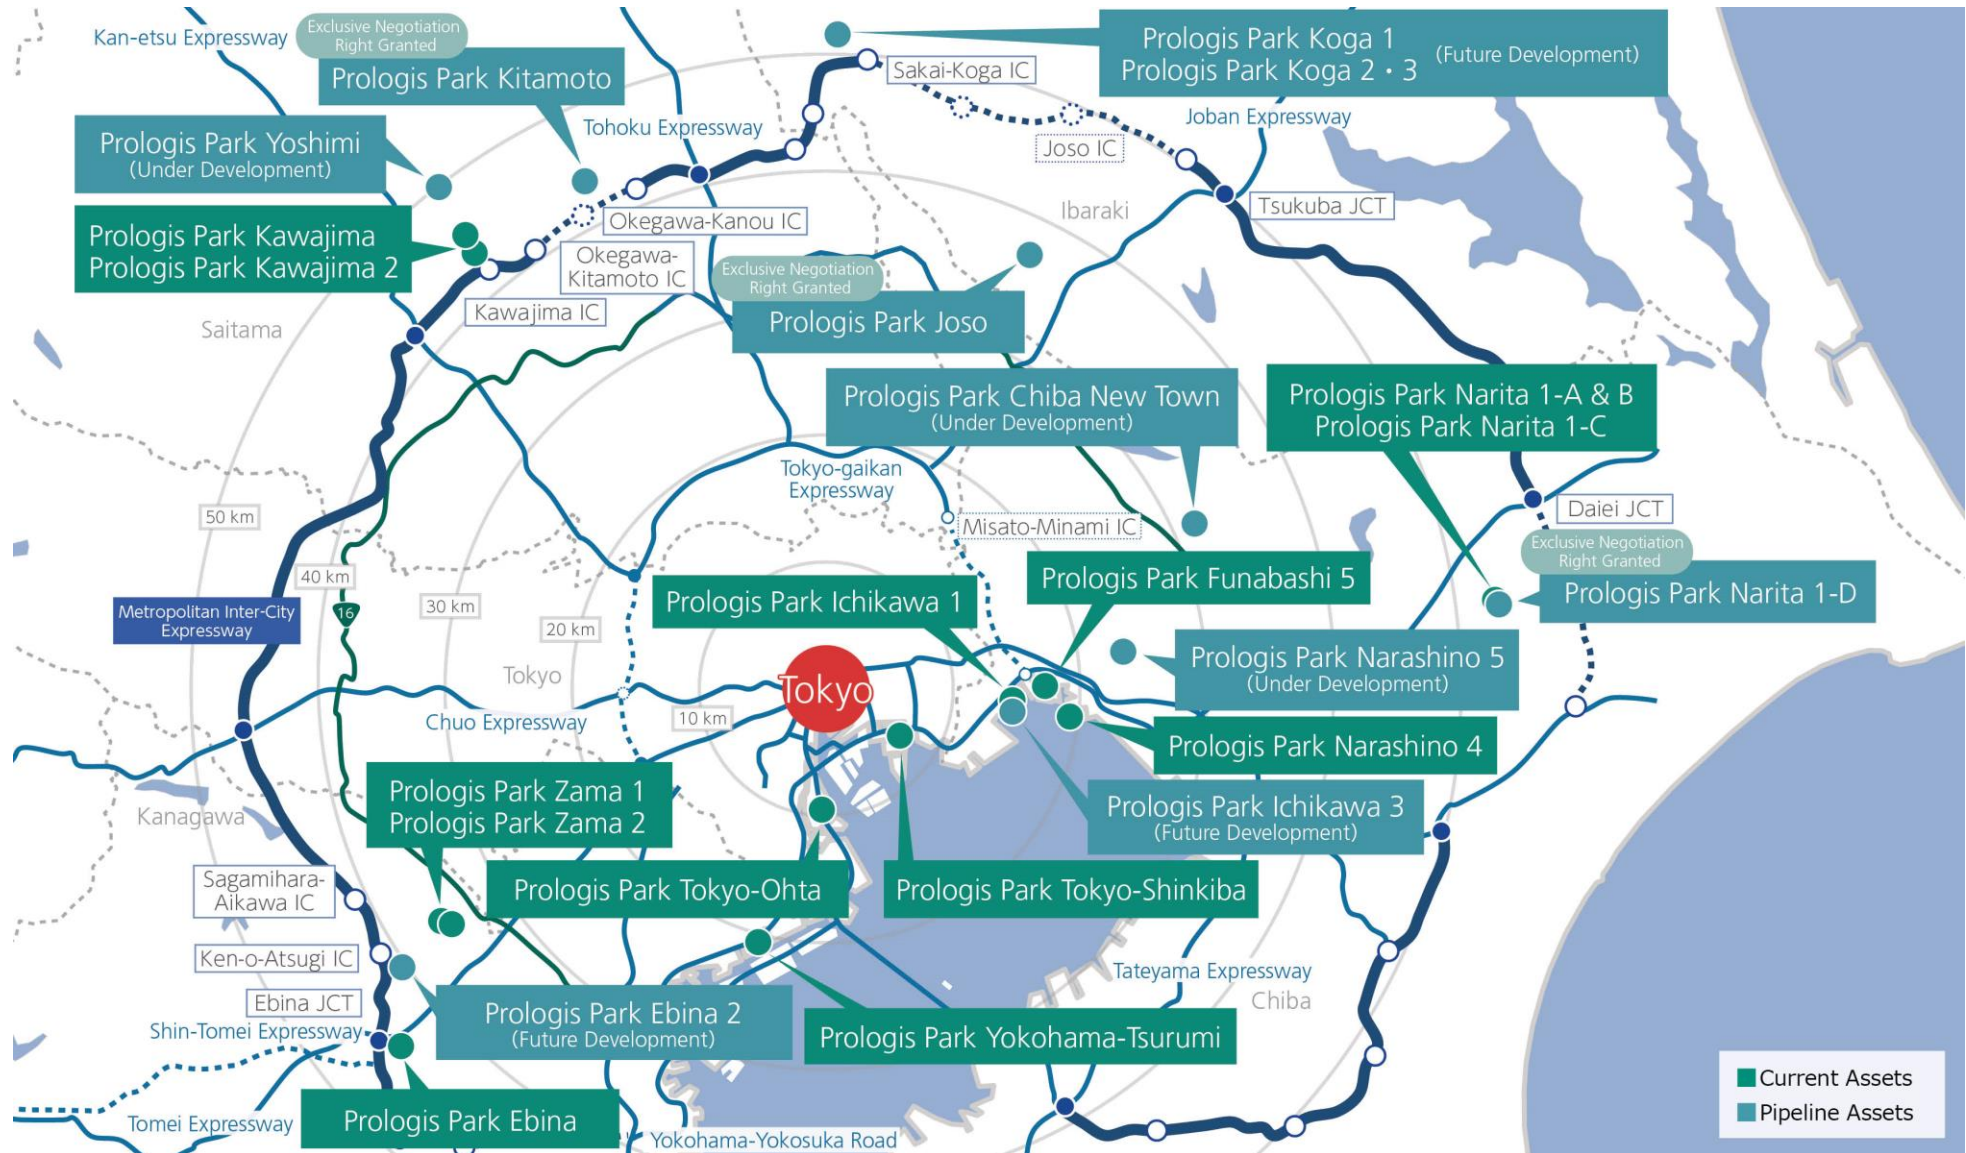 Kan-etsu Expressway
Exclusive Negotiation
Right Granted
Prologis Park Kitamoto
Prologis Park Koga 1
Prologis Park Koga 2・3
(Future Development)
Sakai-Koga IC
Prologis Park Yoshimi
(Under Development)
Tohoku Expressway
Joban Expressway
Joso IC
Prologis Park Kawajima
Prologis Park Kawajima 2
Okegawa-Kanou IC
Ibaraki
Tsukuba JCT
Okegawa-
Kitamoto IC
Exclusive Negotiation
Right Granted
Prologis Park Joso
Kawajima IC
Saitama
Prologis Park Chiba New Town
(Under Development)
Prologis Park Narita 1-A & B
Prologis Park Narita 1-C
Tokyo-gaikan
Expressway
50 km
Misato-Minami IC
Daiei JCT
Exclusive Negotiation
Right Granted
Prologis Park Narita 1-D
40 km
30 km
20 km
10 km
16
Metropolitan Inter-City
Expressway
Prologis Park Ichikawa 1
Prologis Park Funabashi 5
Prologis Park Narashino 5
(Under Development)
Tokyo
Tokyo
Chuo Expressway
Prologis Park Narashino 4
Prologis Park Zama 1
Prologis Park Zama 2
Kanagawa
Prologis Park Ichikawa 3
(Future Development)
Sagamihara-
Aikawa IC
Prologis Park Tokyo-Ohta
Prologis Park Tokyo-Shinkiba
Ken-o-Atsugi IC
Tateyama Expressway
Chiba
Ebina JCT
Shin-Tomei Expressway
Prologis Park Ebina 2
(Future Development)
Prologis Park Yokohama-Tsurumi
Tomei Expressway
Prologis Park Ebina
Yokohama-Yokosuka Road
Current Assets
Pipeline Assets